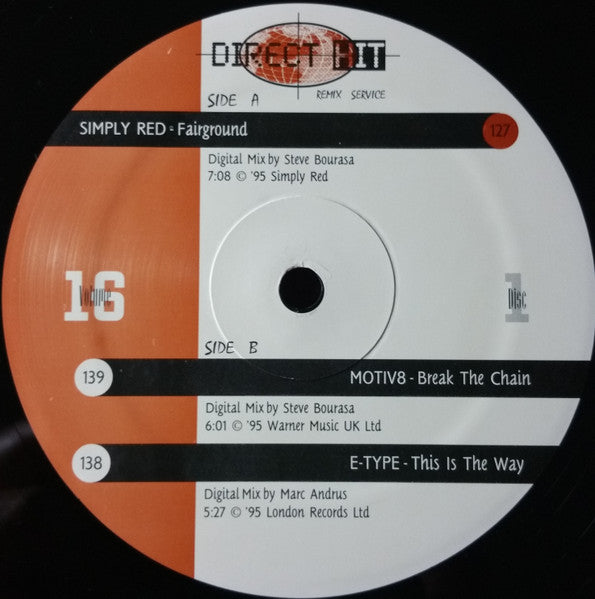 DIRECT HIT
REMIX SERVICE
SIDE A
SIMPLY RED - Fairground 127
Digital Mix by Steve Bourasa
7:08 © '95 Simply Red
Volume 16
Disc 1
SIDE B
139 MOTIV8 - Break The Chain
Digital Mix by Steve Bourasa
6:01 © '95 Warner Music UK Ltd
138 E-TYPE - This Is The Way
Digital Mix by Marc Andrus
5:27 © '95 London Records Ltd